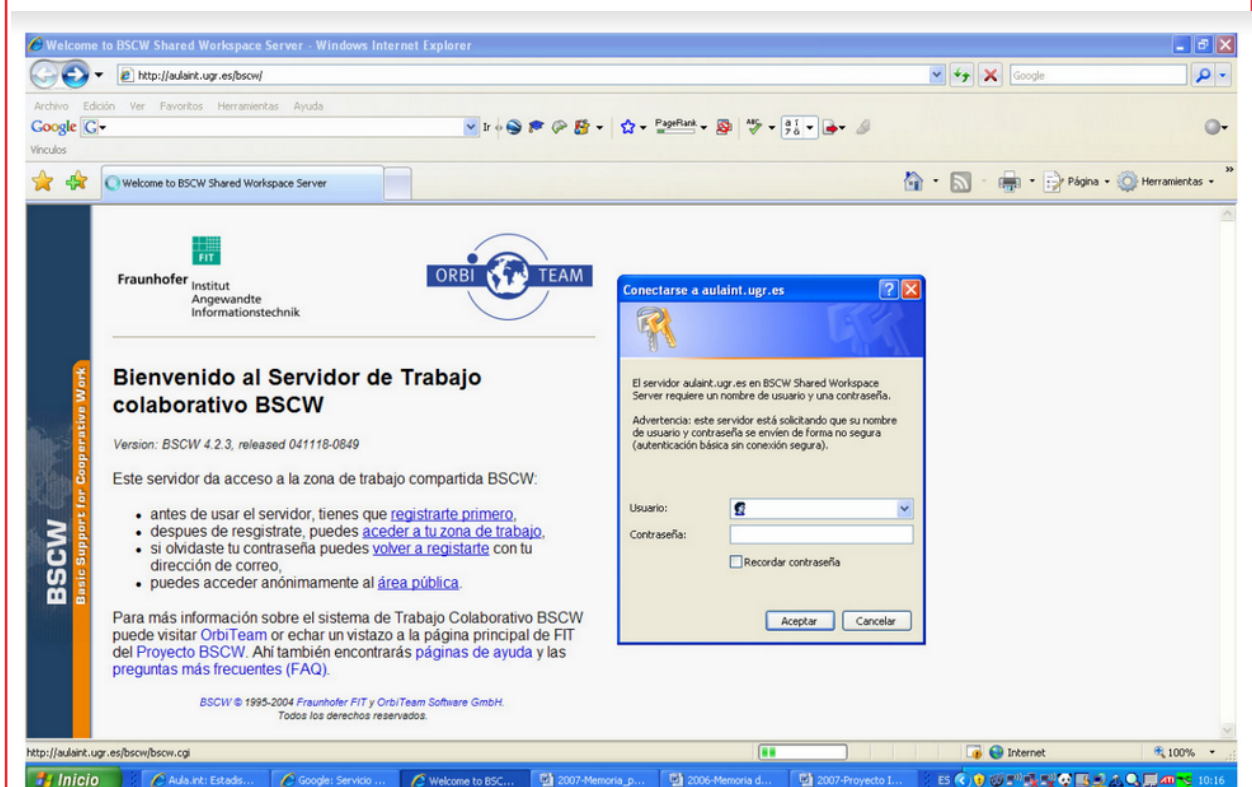 Welcome to BSCW Shared Workspace Server - Windows Internet Explorer
http://aulaint.ugr.es/bscw/
Google
Archivo Edición Ver Favoritos Herramientas Ayuda
Google G
Ir
PageRank
ABC
Vínculos
Welcome to BSCW Shared Workspace Server
Página
Herramientas
»
FIT
Fraunhofer Institut
Angewandte
Informationstechnik
ORBI TEAM
BSCW
Basic Support for Cooperative Work
Bienvenido al Servidor de Trabajo
colaborativo BSCW
Version: BSCW 4.2.3, released 041118-0849
Este servidor da acceso a la zona de trabajo compartida BSCW:
• antes de usar el servidor, tienes que registrarte primero,
• despues de resgistrate, puedes aceder a tu zona de trabajo,
• si olvidaste tu contraseña puedes volver a registarte con tu
dirección de correo,
• puedes acceder anónimamente al área pública.
Para más información sobre el sistema de Trabajo Colaborativo BSCW
puede visitar OrbiTeam or echar un vistazo a la página principal de FIT
del Proyecto BSCW. Ahí también encontrarás páginas de ayuda y las
preguntas más frecuentes (FAQ).
BSCW © 1995-2004 Fraunhofer FIT y OrbiTeam Software GmbH.
Todos los derechos reservados.
Conectarse a aulaint.ugr.es
El servidor aulaint.ugr.es en BSCW Shared Workspace
Server requiere un nombre de usuario y una contraseña.
Advertencia: este servidor está solicitando que su nombre
de usuario y contraseña se envíen de forma no segura
(autenticación básica sin conexión segura).
Usuario:
Contraseña:
Recordar contraseña
Aceptar
Cancelar
http://aulaint.ugr.es/bscw/bscw.cgi
Internet
100%
Inicio
Aula.int: Estadis...
Google: Servicio ...
Welcome to BSC...
2007-Memoria_p...
2006-Memoria d...
2007-Proyecto I...
ES
10:16